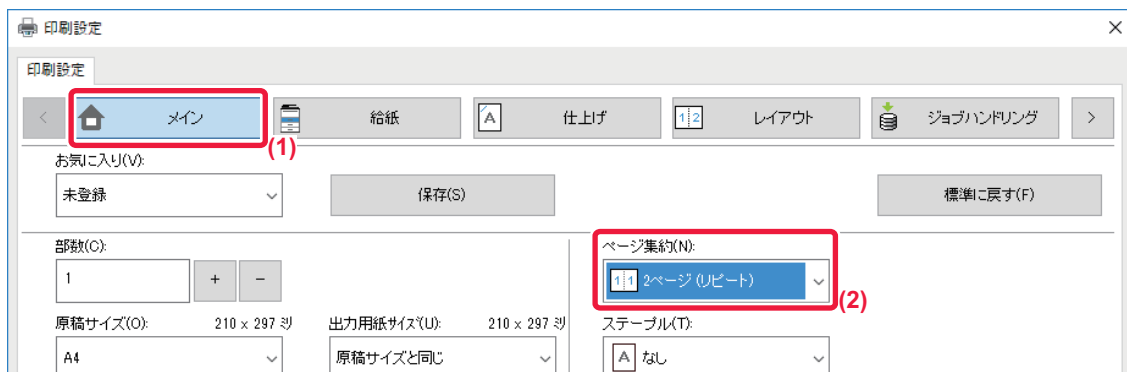 印刷設定
印刷設定
メイン
給紙
A
仕上げ
1 2
レイアウト
ジョブハンドリング
(1)
お気に入り(V):
未登録
保存(S)
標準に戻す(F)
部数(C):
1
+
−
ページ集約(N):
1 1 2ページ (リピート)
(2)
原稿サイズ(O):
210 x 297 ミリ
出力用紙サイズ(U):
210 x 297 ミリ
ステープル(T):
A4
原稿サイズと同じ
A なし